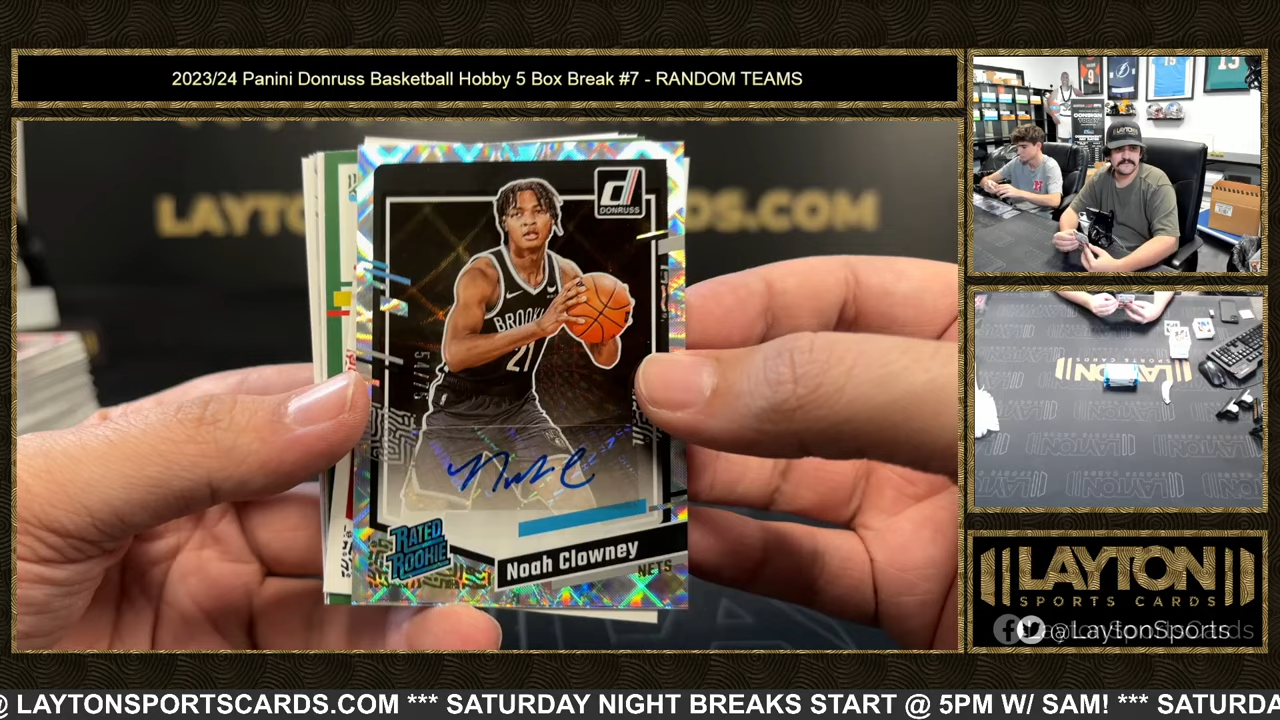 2023/24 Panini Donruss Basketball Hobby 5 Box Break #7 - RANDOM TEAMS
DONRUSS
BROOKLYN
21
RATED
ROOKIE
Noah Clowney
NETS
LAYTON
LAYTON
SPORTS CARDS
@LaytonSports
@ LAYTONSPORTSCARDS.COM *** SATURDAY NIGHT BREAKS START @ 5PM W/ SAM! *** SATURDA